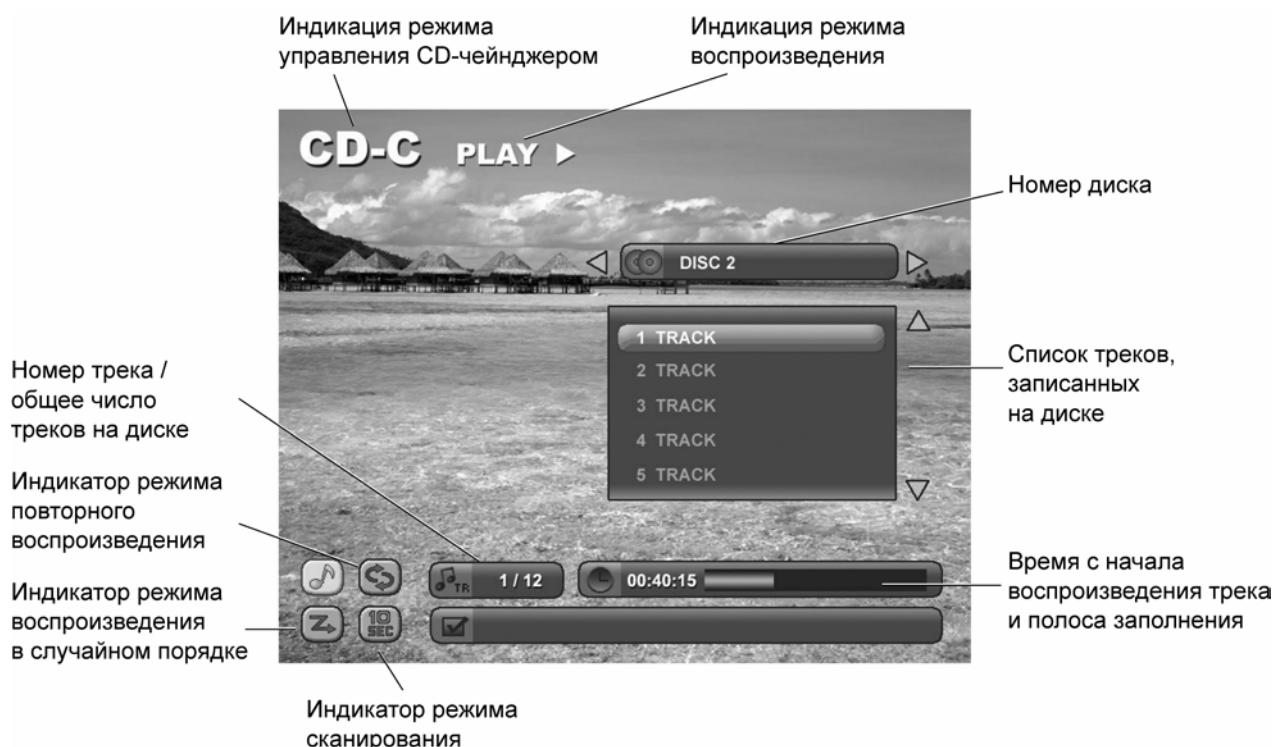 Индикация режима
управления CD-чейнджером
Индикация режима
воспроизведения
CD-C PLAY
Номер диска
DISC 2
1 TRACK
2 TRACK
3 TRACK
4 TRACK
5 TRACK
Список треков,
записанных
на диске
Номер трека /
общее число
треков на диске
Индикатор режима
повторного
воспроизведения
Индикатор режима
воспроизведения
в случайном порядке
TR 1 / 12
00:40:15
Z
10
SEC
Время с начала
воспроизведения трека
и полоса заполнения
Индикатор режима
сканирования